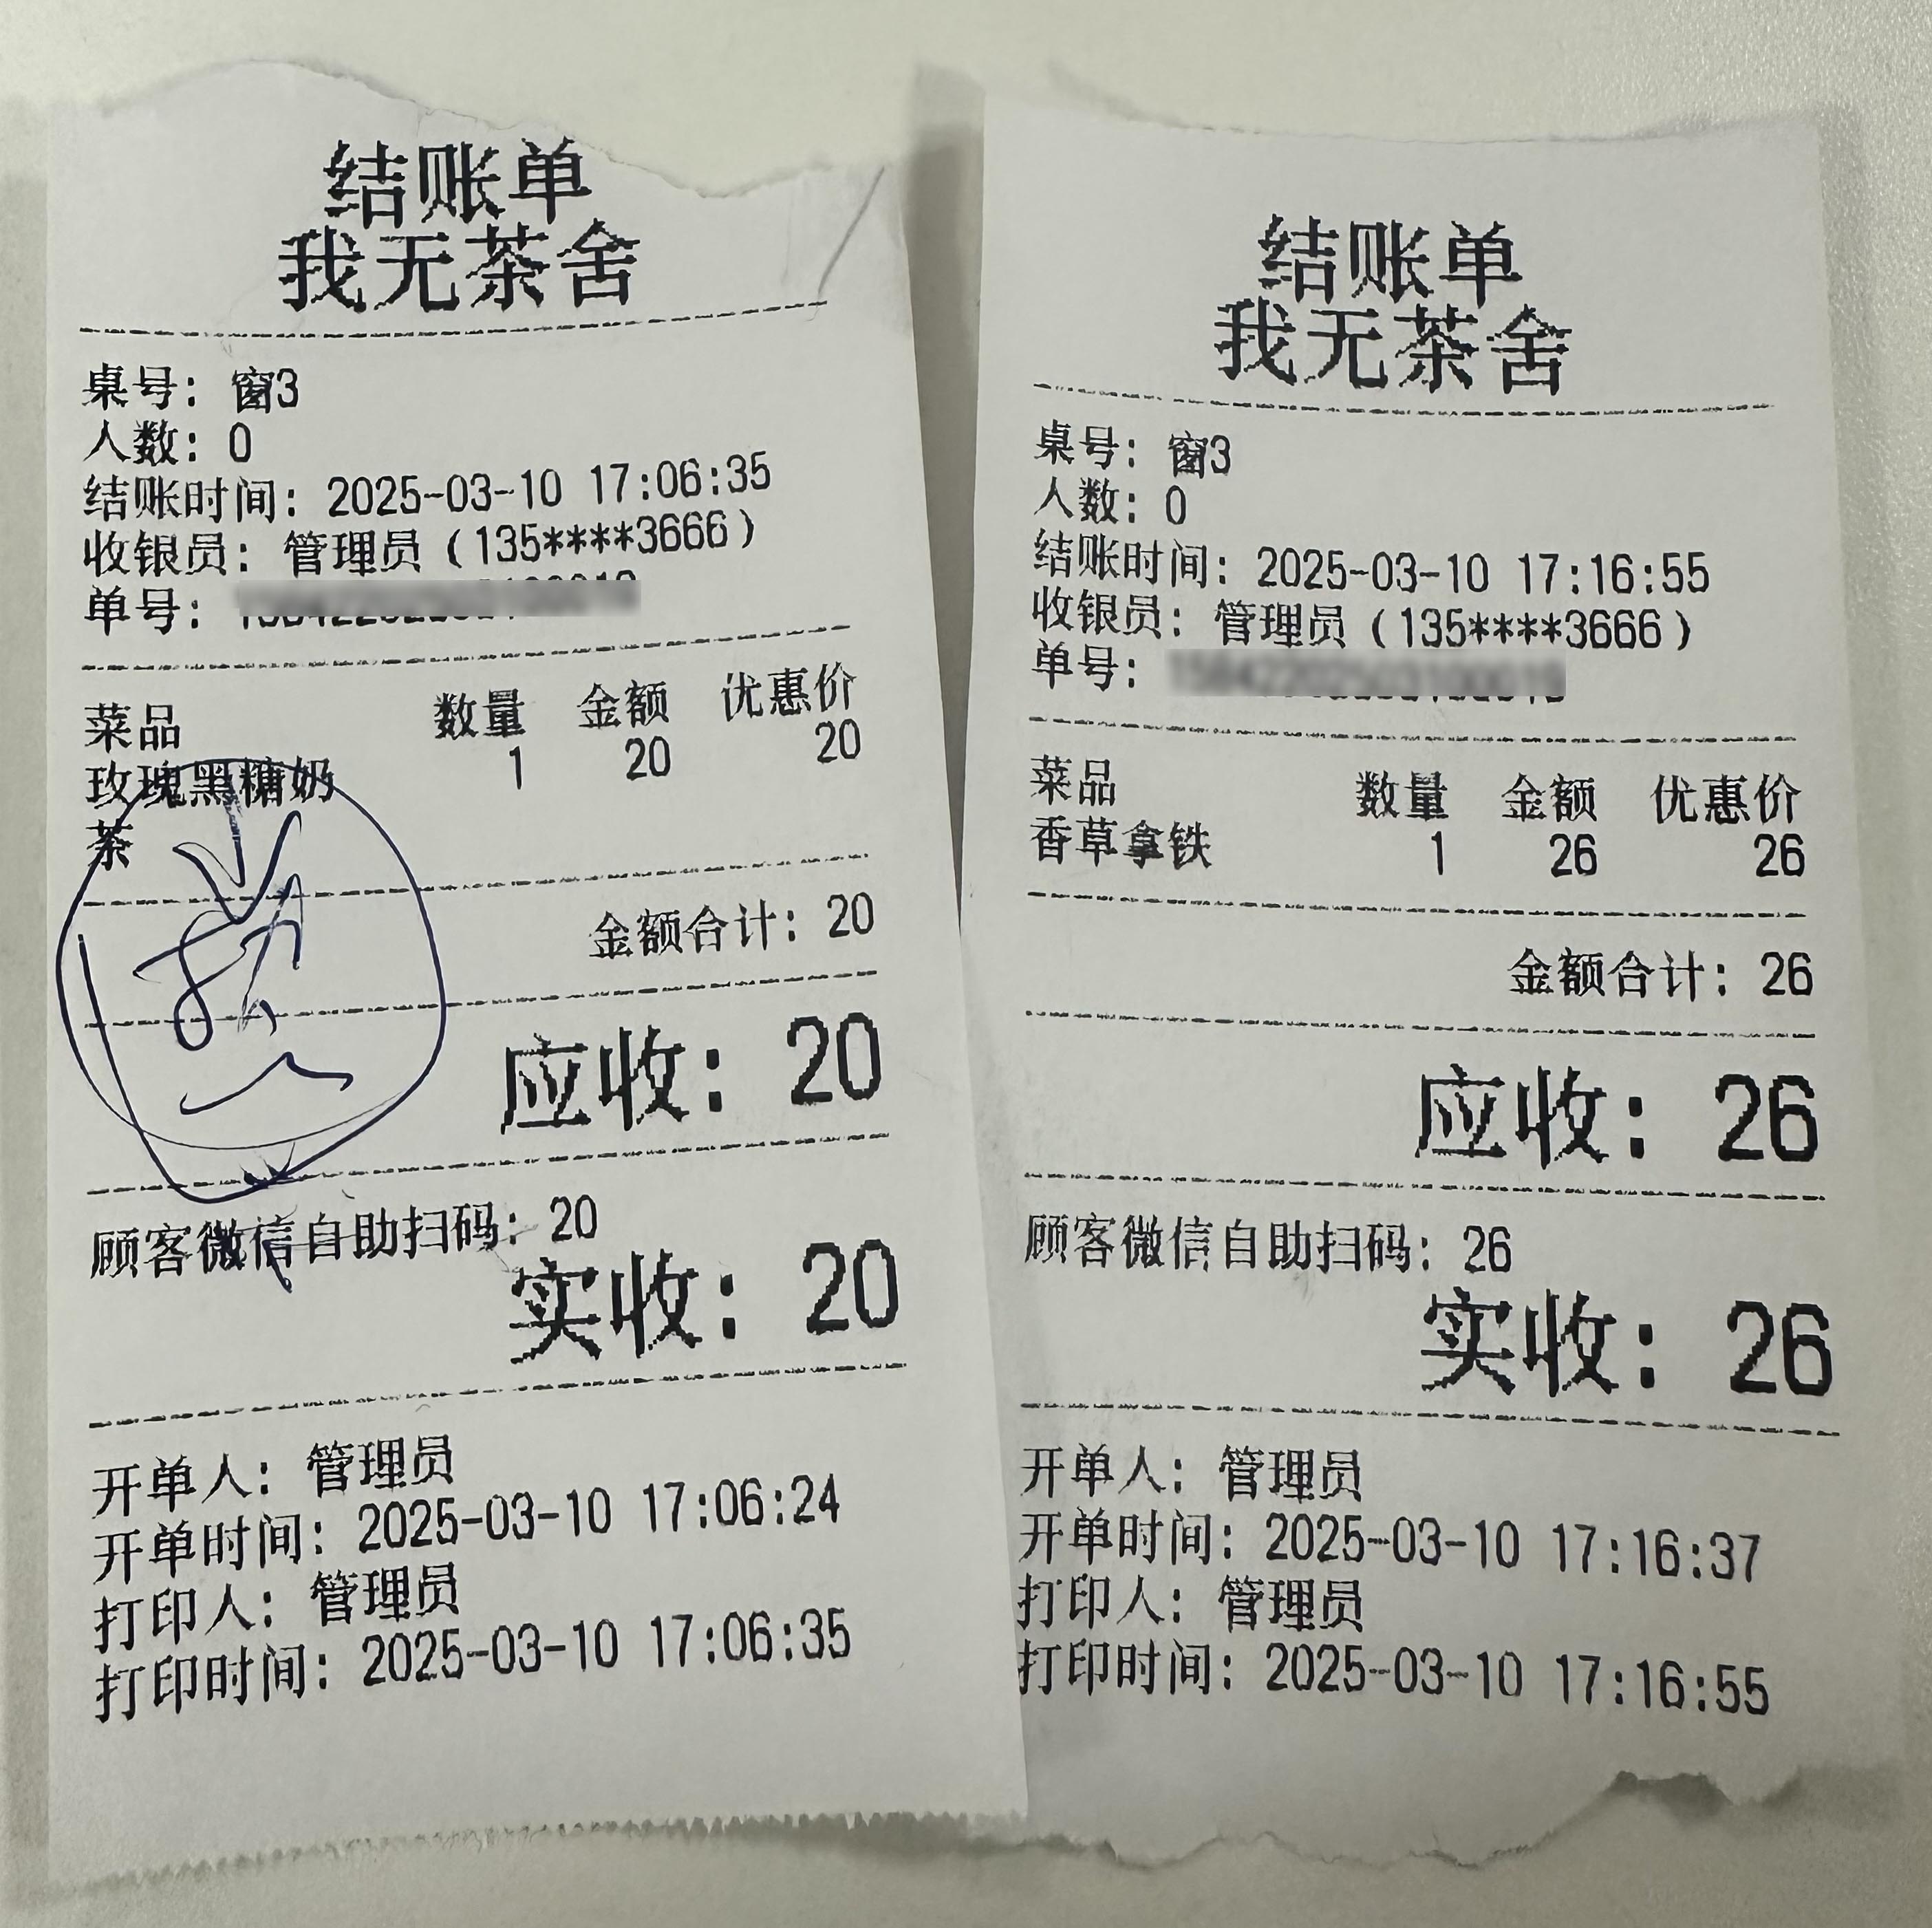 结账单
我无茶舍
桌号：窗3
人数：0
结账时间：2025-03-10 17:06:35
收银员：管理员（135****3666）
单号：
菜品 数量 金额 优惠价
玫瑰黑糖奶 1 20 20
茶
金额合计：20
应收：20
顾客微信自助扫码：20
实收：20
开单人：管理员
开单时间：2025-03-10 17:06:24
打印人：管理员
打印时间：2025-03-10 17:06:35
结账单
我无茶舍
桌号：窗3
人数：0
结账时间：2025-03-10 17:16:55
收银员：管理员（135****3666）
单号：
菜品 数量 金额 优惠价
香草拿铁 1 26 26
金额合计：26
应收：26
顾客微信自助扫码：26
实收：26
开单人：管理员
开单时间：2025-03-10 17:16:37
打印人：管理员
打印时间：2025-03-10 17:16:55